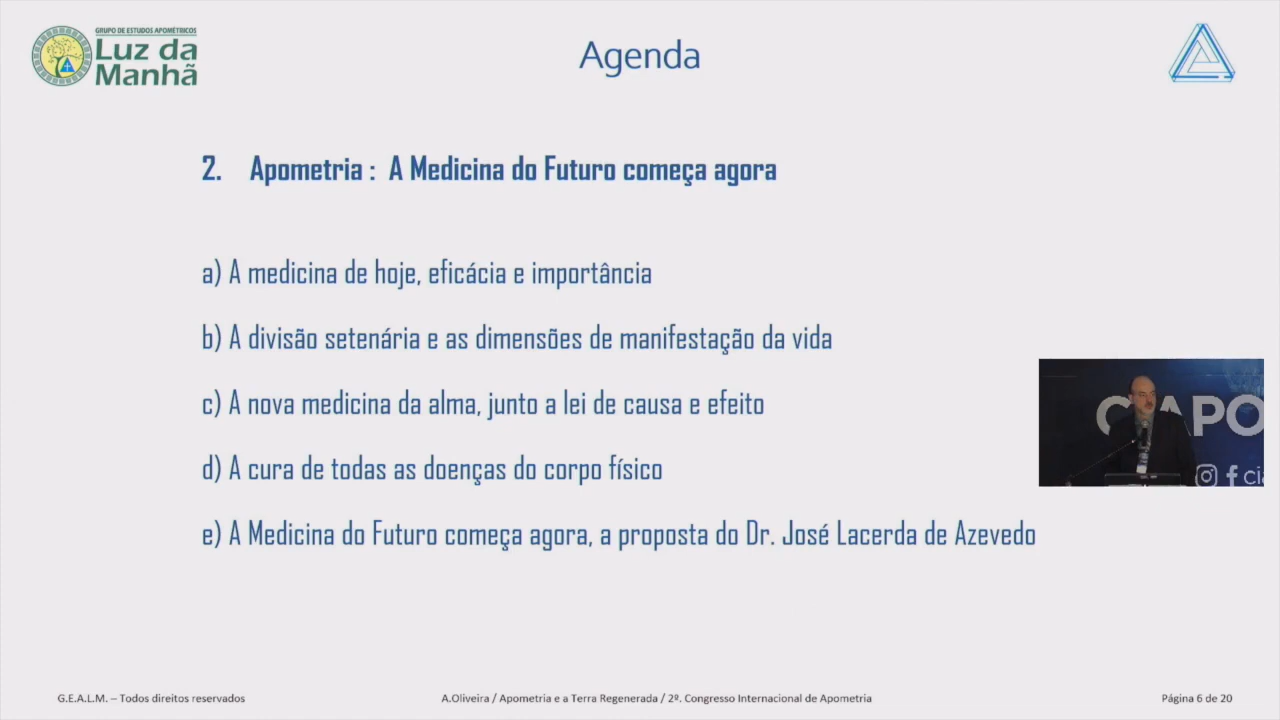 GRUPO DE ESTUDOS APOMÉTRICOS
Luz da
Manhã
Agenda
2. Apometria : A Medicina do Futuro começa agora
a) A medicina de hoje, eficácia e importância
b) A divisão setenária e as dimensões de manifestação da vida
c) A nova medicina da alma, junto a lei de causa e efeito
d) A cura de todas as doenças do corpo físico
e) A Medicina do Futuro começa agora, a proposta do Dr. José Lacerda de Azevedo
G.E.A.L.M. – Todos direitos reservados
A.Oliveira / Apometria e a Terra Regenerada / 2º. Congresso Internacional de Apometria
Página 6 de 20